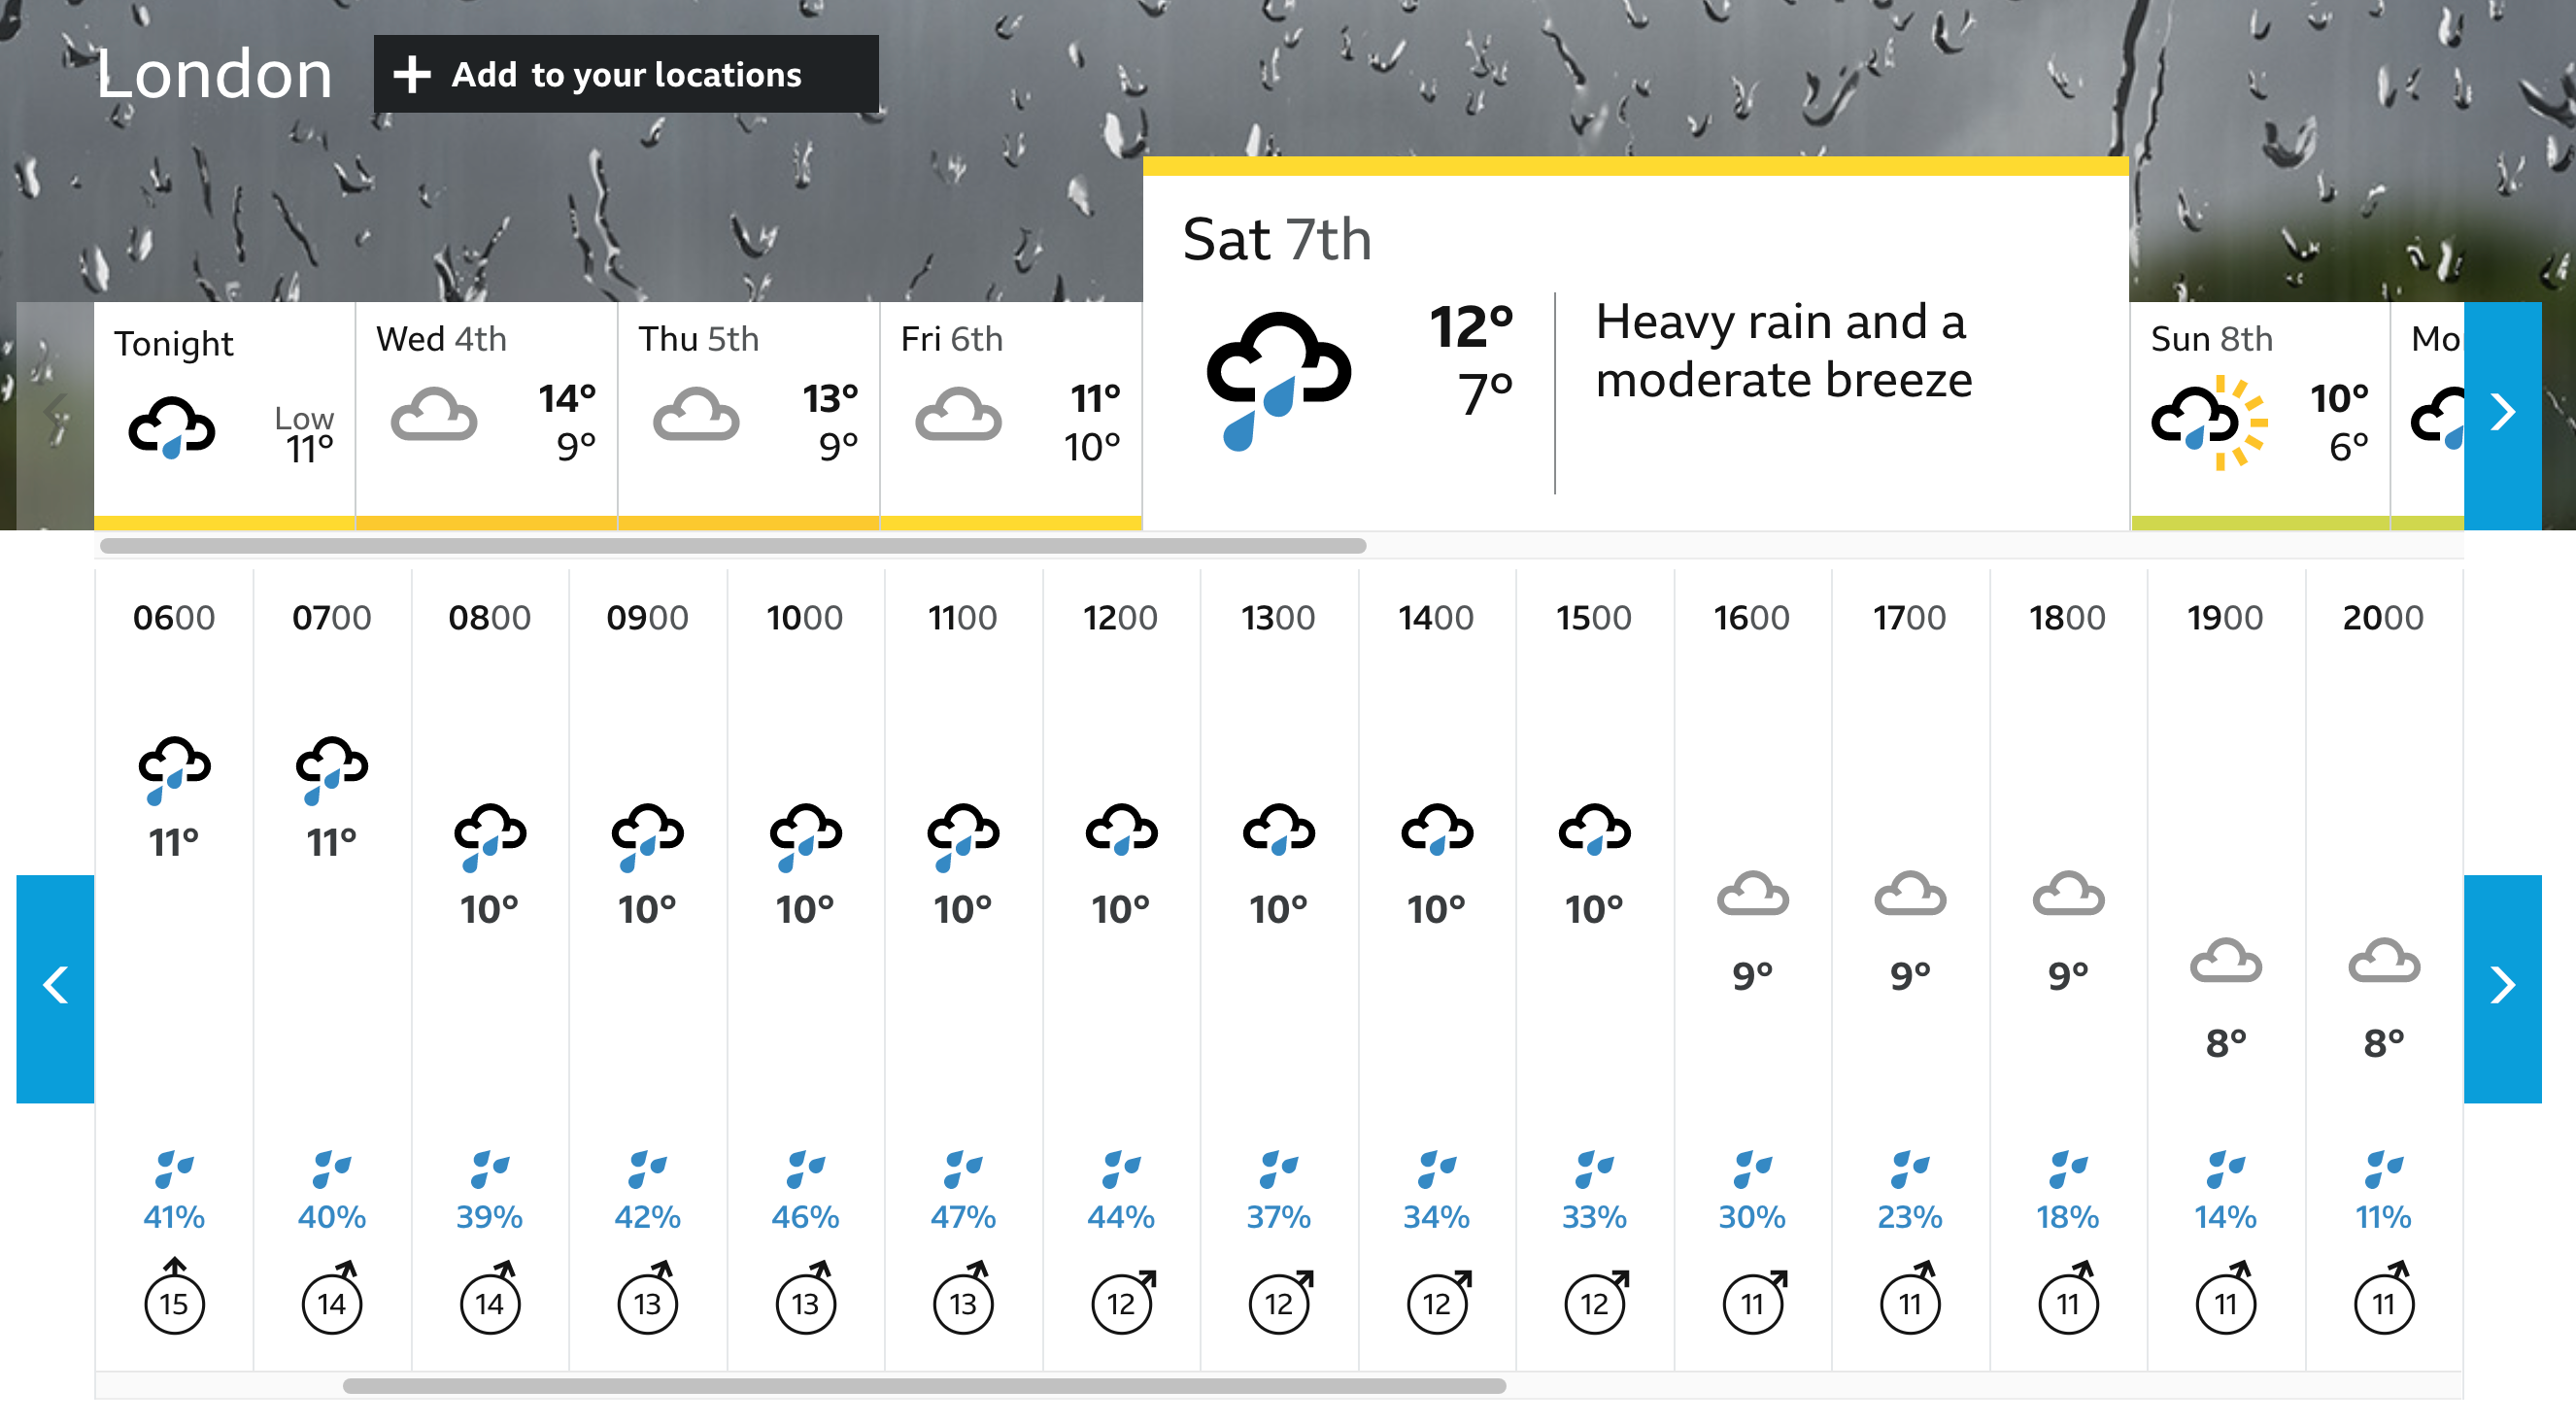 London
Add to your locations
Tonight
Low
11°
Wed 4th
14°
9°
Thu 5th
13°
9°
Fri 6th
11°
10°
Sat 7th
12°
7°
Heavy rain and a
moderate breeze
Sun 8th
10°
6°
Mo
0600 0700 0800 0900 1000 1100 1200 1300 1400 1500 1600 1700 1800 1900 2000
11° 11° 10° 10° 10° 10° 10° 10° 10° 10° 9° 9° 9° 8° 8°
41% 40% 39% 42% 46% 47% 44% 37% 34% 33% 30% 23% 18% 14% 11%
15 14 14 13 13 13 12 12 12 12 11 11 11 11 11